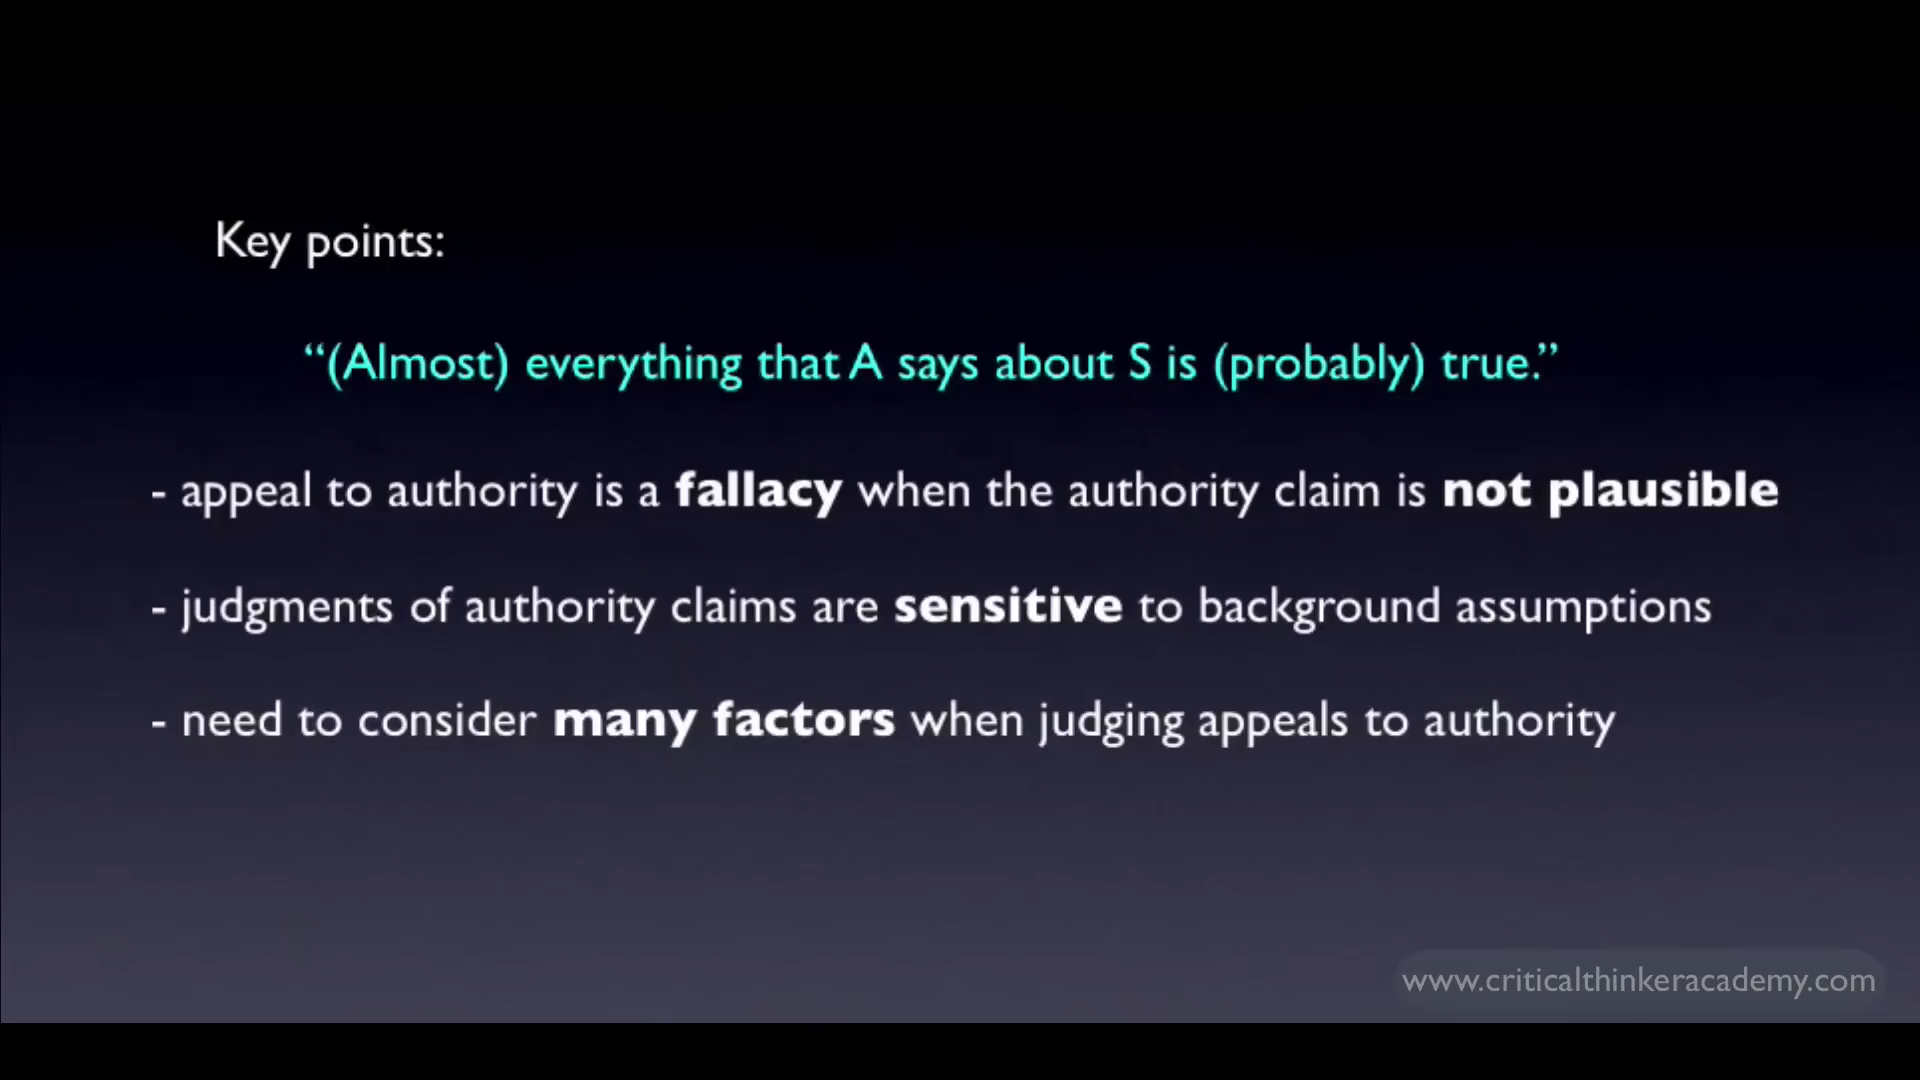 Key points:
“(Almost) everything that A says about S is (probably) true.”
- appeal to authority is a fallacy when the authority claim is not plausible
- judgments of authority claims are sensitive to background assumptions
- need to consider many factors when judging appeals to authority
www.criticalthinkeracademy.com